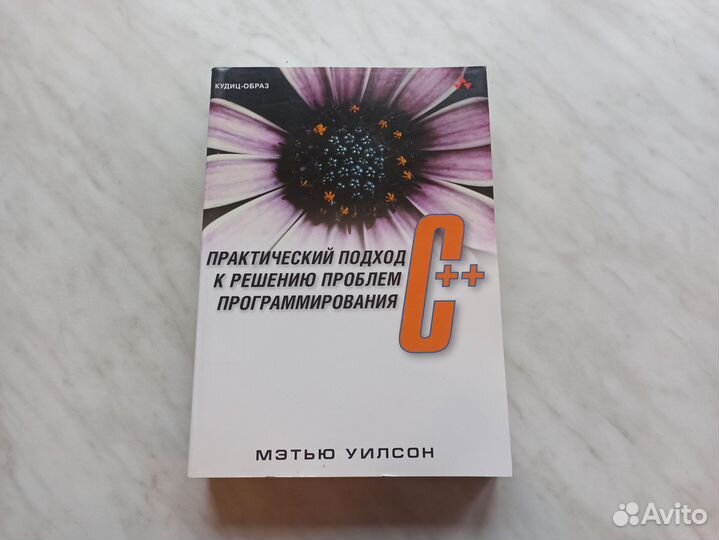 КУДИЦ-ОБРАЗ
ПРАКТИЧЕСКИЙ ПОДХОД
К РЕШЕНИЮ ПРОБЛЕМ
ПРОГРАММИРОВАНИЯ
C++
МЭТЬЮ УИЛСОН
Avito